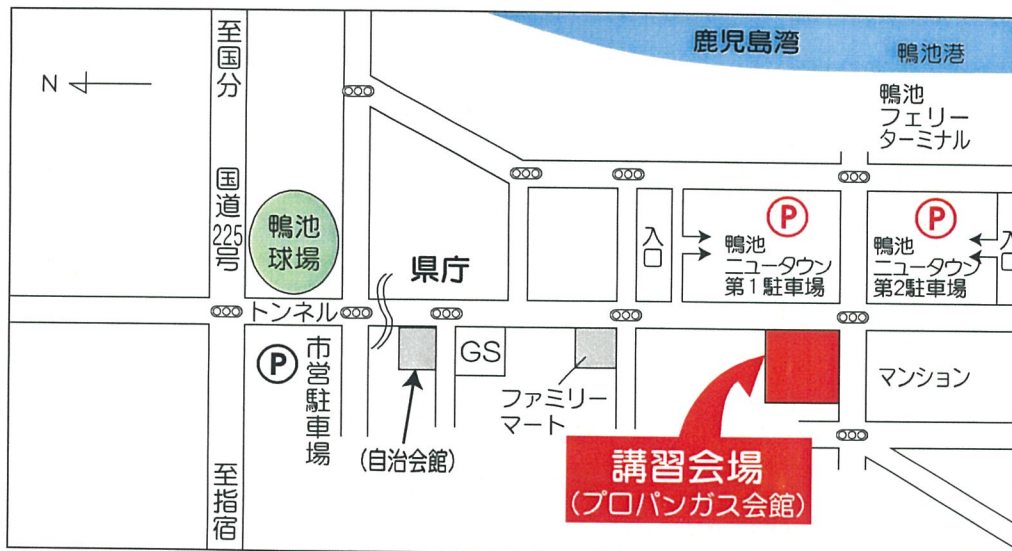 鹿児島湾
鴨池港
鴨池
フェリー
ターミナル
至国分
N
国道225号
鴨池
球場
県庁
入口
P
鴨池
ニュータウン
第1駐車場
P
鴨池
ニュータウン
第2駐車場
入口
トンネル
P
市営駐車場
GS
ファミリー
マート
マンション
(自治会館)
講習会場
(プロパンガス会館)
至指宿